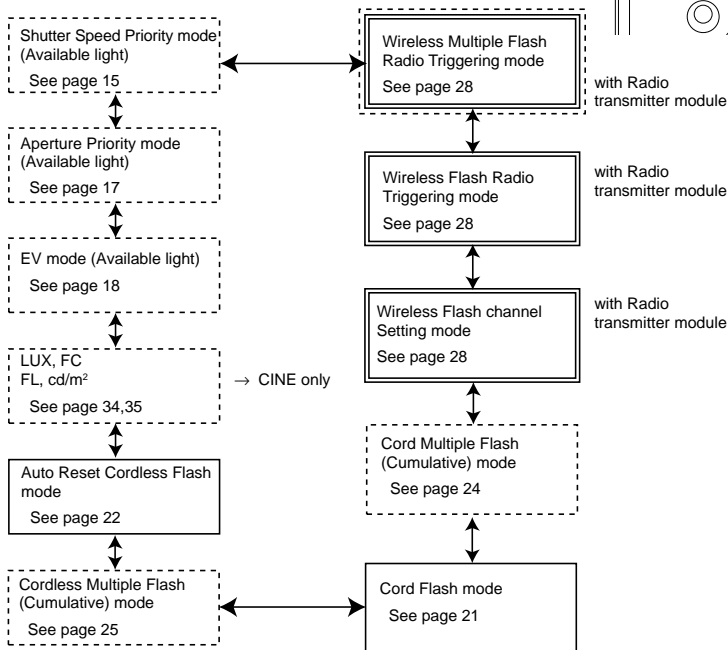 Shutter Speed Priority mode
(Available light)
See page 15
Aperture Priority mode
(Available light)
See page 17
EV mode (Available light)
See page 18
LUX, FC
FL, cd/m²
See page 34,35
→ CINE only
Auto Reset Cordless Flash
mode
See page 22
Cordless Multiple Flash
(Cumulative) mode
See page 25
Wireless Multiple Flash
Radio Triggering mode
See page 28
with Radio
transmitter module
Wireless Flash Radio
Triggering mode
See page 28
with Radio
transmitter module
Wireless Flash channel
Setting mode
See page 28
with Radio
transmitter module
Cord Multiple Flash
(Cumulative) mode
See page 24
Cord Flash mode
See page 21